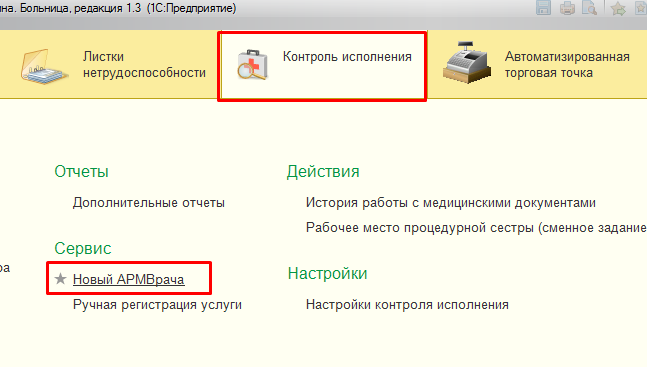 на. Больница, редакция 1.3 (1С:Предприятие)
Листки
нетрудоспособности
Контроль исполнения
Автоматизированная
торговая точка
Отчеты
Дополнительные отчеты
Действия
История работы с медицинскими документами
Рабочее место процедурной сестры (сменное задание
Сервис
ра
Новый АРМВрача
Ручная регистрация услуги
Настройки
Настройки контроля исполнения